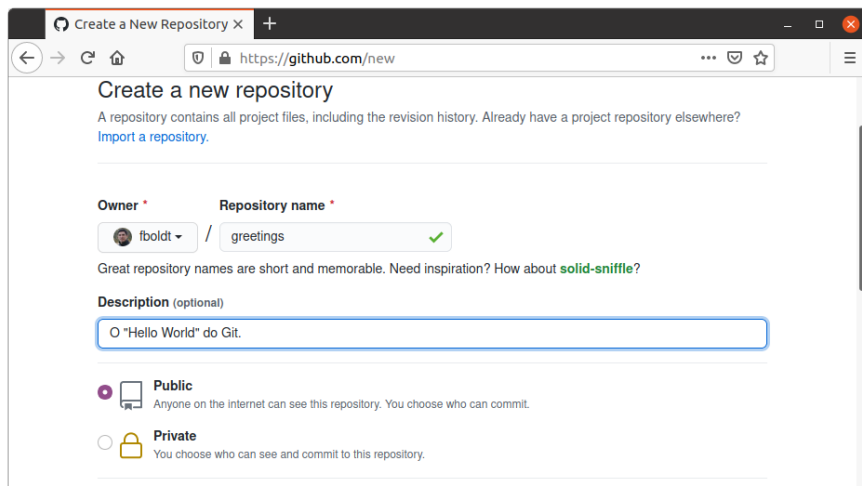 Create a New Repository
https://github.com/new
Create a new repository
A repository contains all project files, including the revision history. Already have a project repository elsewhere?
Import a repository.
Owner * Repository name *
fboldt / greetings
Great repository names are short and memorable. Need inspiration? How about solid-sniffle?
Description (optional)
O "Hello World" do Git.
Public
Anyone on the internet can see this repository. You choose who can commit.
Private
You choose who can see and commit to this repository.